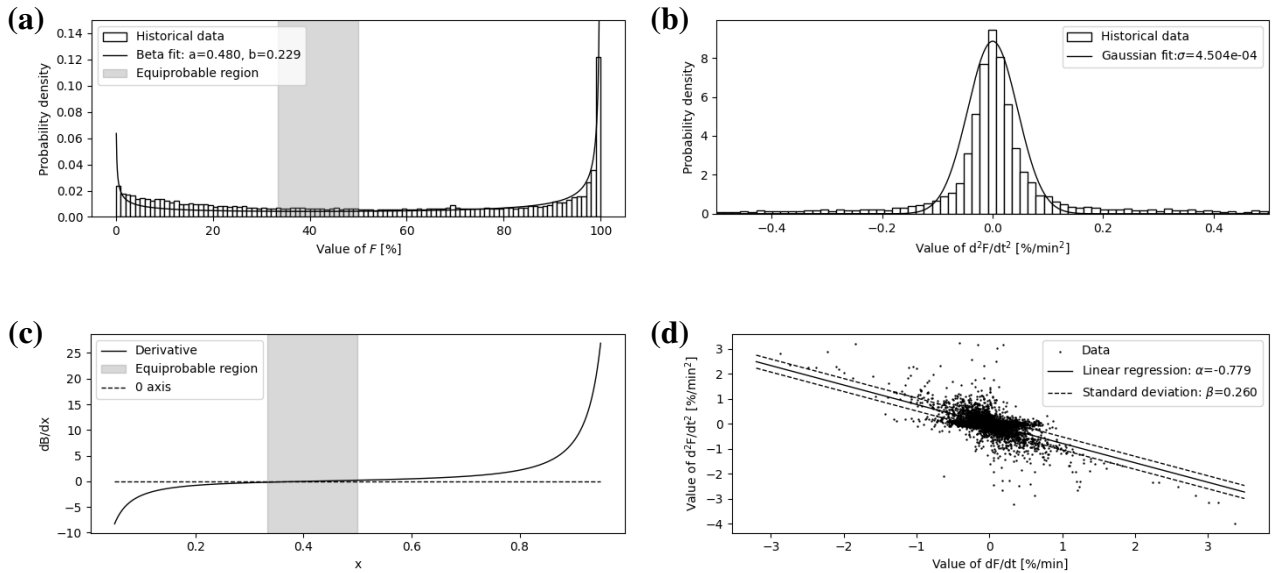 (a)
0.14
0.12
0.10
0.08
0.06
0.04
0.02
0.00
Probability density
Historical data
Beta fit: a=0.480, b=0.229
Equiprobable region
0 20 40 60 80 100
Value of F [%]
(b)
8
6
4
2
0
Probability density
Historical data
Gaussian fit:σ=4.504e-04
−0.4 −0.2 0.0 0.2 0.4
Value of d²F/dt² [%/min²]
(c)
25
20
15
10
5
0
−5
−10
dB/dx
Derivative
Equiprobable region
0 axis
0.2 0.4 0.6 0.8
x
(d)
3
2
1
0
−1
−2
−3
−4
Value of d²F/dt² [%/min²]
Data
Linear regression: α=-0.779
Standard deviation: β=0.260
−3 −2 −1 0 1 2 3
Value of dF/dt [%/min]